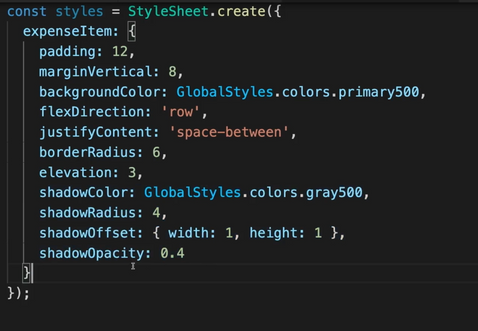 const styles = StyleSheet.create({
  expenseItem: {
    padding: 12,
    marginVertical: 8,
    backgroundColor: GlobalStyles.colors.primary500,
    flexDirection: 'row',
    justifyContent: 'space-between',
    borderRadius: 6,
    elevation: 3,
    shadowColor: GlobalStyles.colors.gray500,
    shadowRadius: 4,
    shadowOffset: { width: 1, height: 1 },
    shadowOpacity: 0.4
  }
});